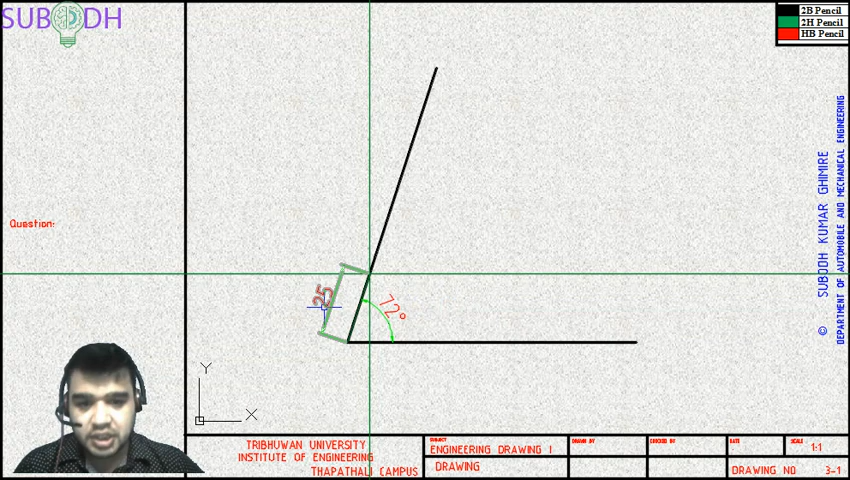 SUBODH
2B Pencil
2H Pencil
HB Pencil
Question:
25
72°
Y
X
© SUBODH KUMAR GHIMIRE
DEPARTMENT OF AUTOMOBILE AND MECHANICAL ENGINEERING
TRIBHUWAN UNIVERSITY
INSTITUTE OF ENGINEERING
THAPATHALI CAMPUS
SUBJECT
ENGINEERING DRAWING I
DRAWING
DRAWN BY
CHECKED BY
DATE
SCALE
1:1
DRAWING NO 3-1